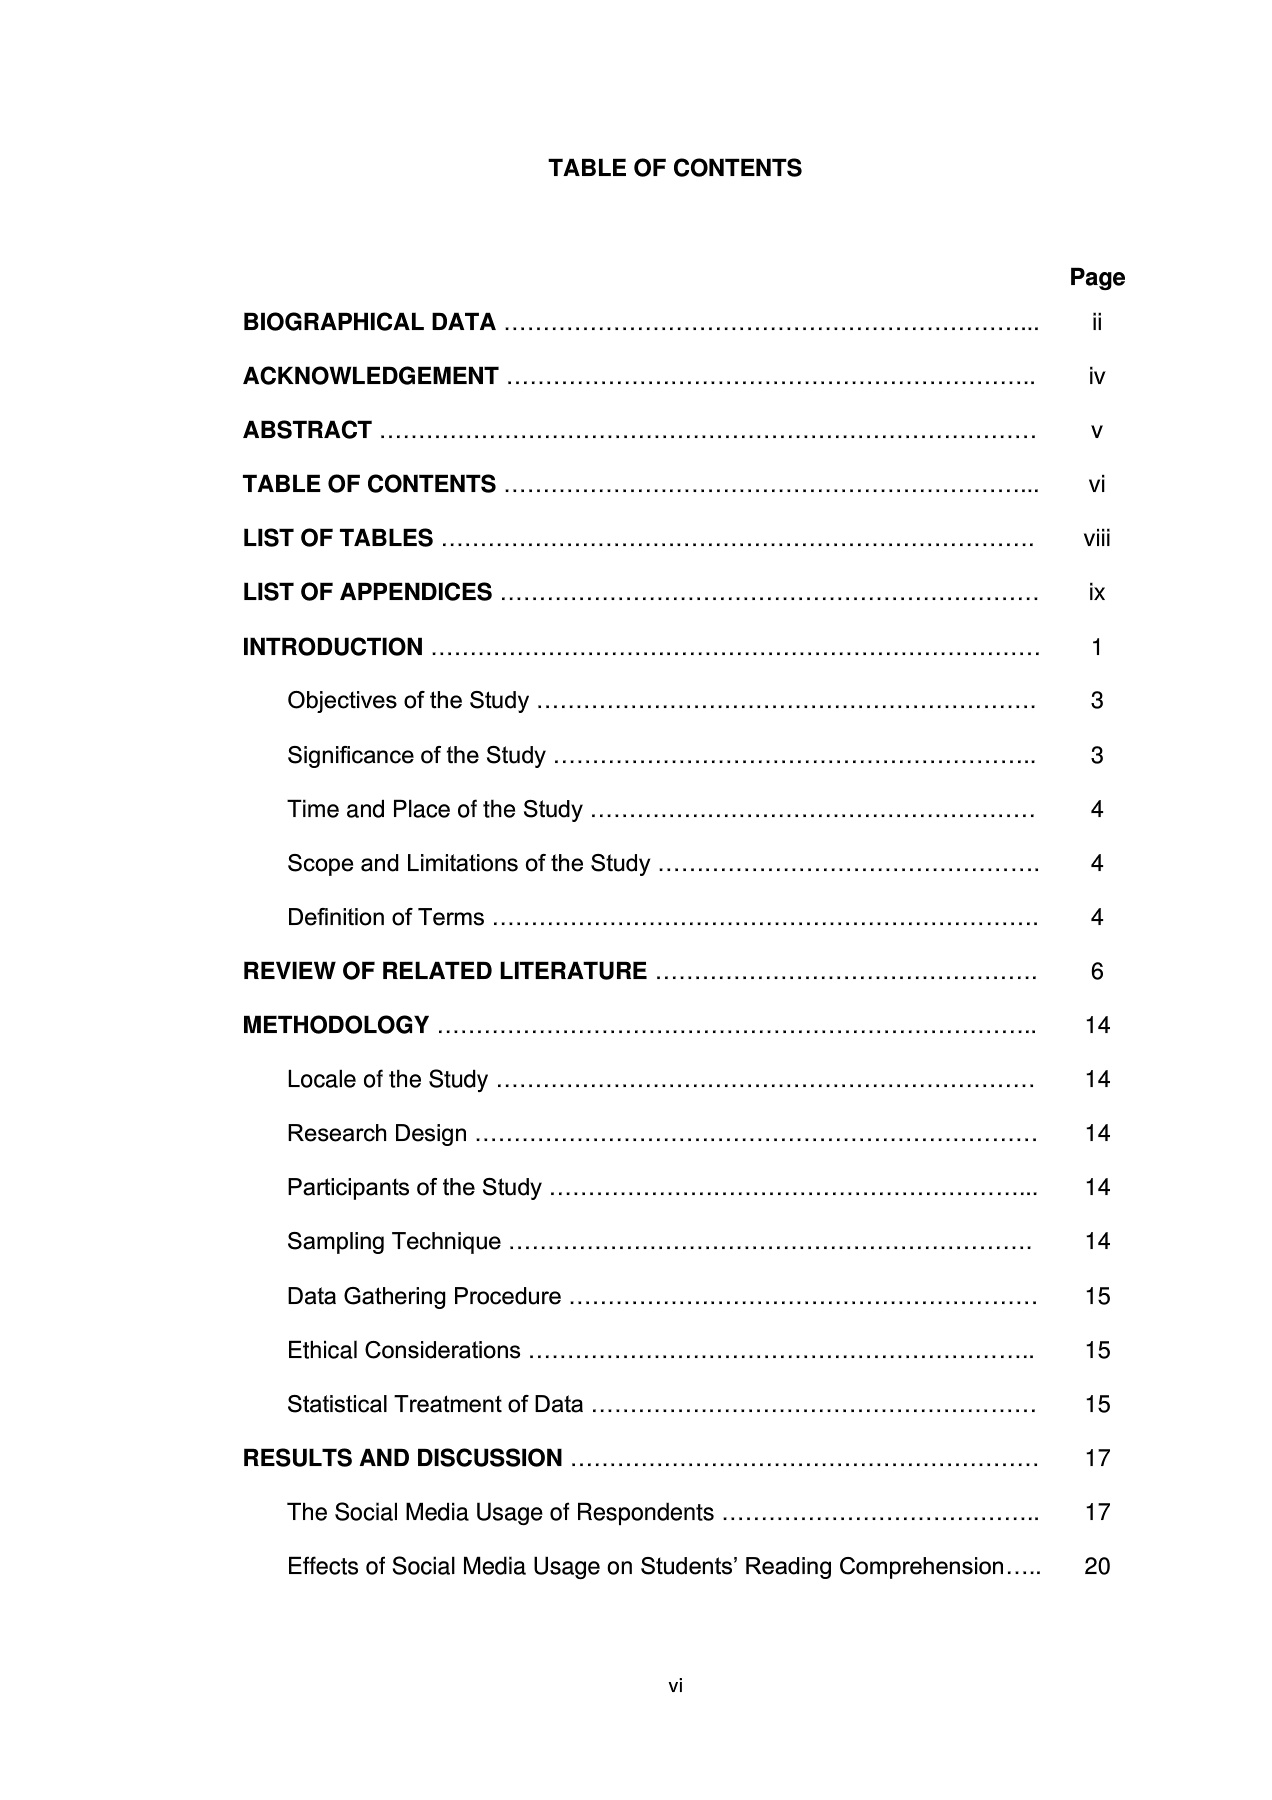 TABLE OF CONTENTS
Page
BIOGRAPHICAL DATA …………………………………………………………... ii
ACKNOWLEDGEMENT ………………………………………………………….. iv
ABSTRACT ………………………………………………………………………… v
TABLE OF CONTENTS …………………………………………………………... vi
LIST OF TABLES ………………………………………………………………… viii
LIST OF APPENDICES …………………………………………………………… ix
INTRODUCTION …………………………………………………………………… 1
Objectives of the Study ………………………………………………………. 3
Significance of the Study …………………………………………………….. 3
Time and Place of the Study ………………………………………………… 4
Scope and Limitations of the Study …………………………………………. 4
Definition of Terms ……………………………………………………………. 4
REVIEW OF RELATED LITERATURE …………………………………………. 6
METHODOLOGY ………………………………………………………………….. 14
Locale of the Study …………………………………………………………… 14
Research Design ……………………………………………………………… 14
Participants of the Study ……………………………………………………... 14
Sampling Technique …………………………………………………………. 14
Data Gathering Procedure …………………………………………………… 15
Ethical Considerations ……………………………………………………….. 15
Statistical Treatment of Data ………………………………………………… 15
RESULTS AND DISCUSSION …………………………………………………… 17
The Social Media Usage of Respondents ………………………………….. 17
Effects of Social Media Usage on Students’ Reading Comprehension….. 20
vi